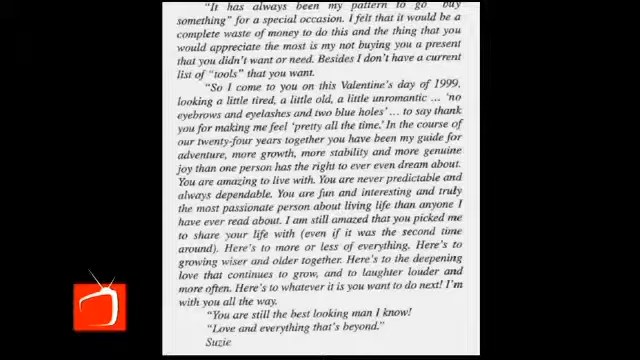 "It has always been my pattern to go "buy
something" for a special occasion. I felt that it would be a
complete waste of money to do this and the thing that you
would appreciate the most is my not buying you a present
that you didn't want or need. Besides I don't have a current
list of "tools" that you want.
"So I come to you on this Valentine's day of 1999,
looking a little tired, a little old, a little unromantic ... 'no
eyebrows and eyelashes and two blue holes' ... to say thank
you for making me feel 'pretty all the time.' In the course of
our twenty-four years together you have been my guide for
adventure, more growth, more stability and more genuine
joy than one person has the right to ever even dream about.
You are amazing to live with. You are never predictable and
always dependable. You are fun and interesting and truly
the most passionate person about living life than anyone I
have ever read about. I am still amazed that you picked me
to share your life with (even if it was the second time
around). Here's to more or less of everything. Here's to
growing wiser and older together. Here's to the deepening
love that continues to grow, and to laughter louder and
more often. Here's to whatever it is you want to do next! I'm
with you all the way.
"You are still the best looking man I know!
"Love and everything that's beyond."
Suzie